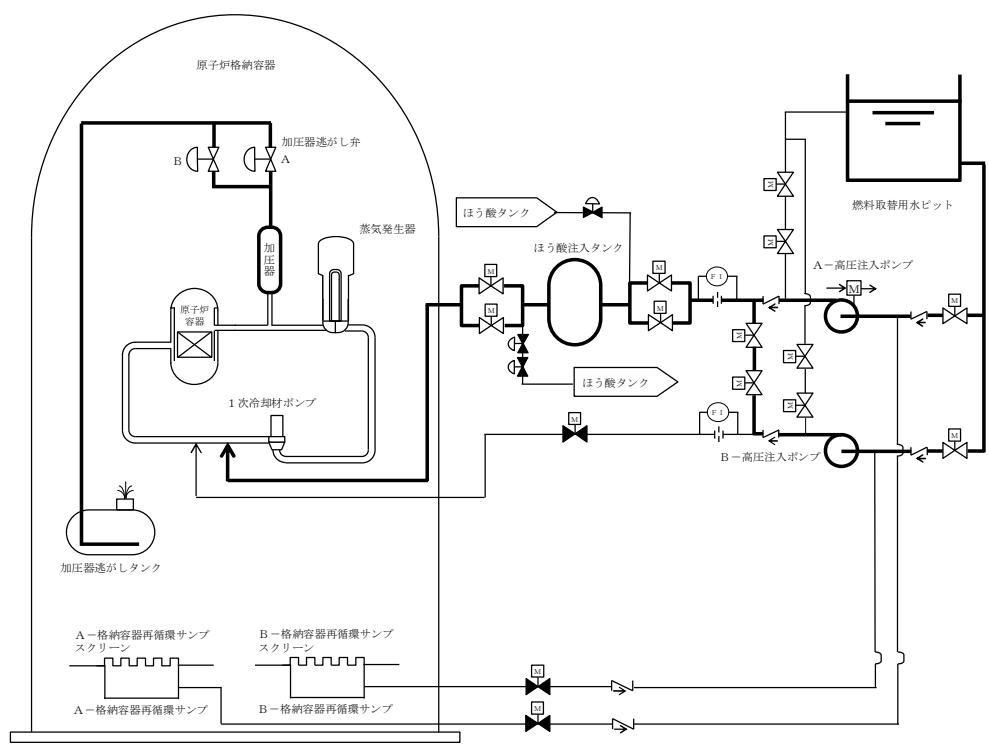 原子炉格納容器
加圧器逃がし弁
B
A
加圧器
蒸気発生器
原子炉
容器
1次冷却材ポンプ
加圧器逃がしタンク
A－格納容器再循環サンプ
スクリーン
A－格納容器再循環サンプ
B－格納容器再循環サンプ
スクリーン
B－格納容器再循環サンプ
ほう酸タンク
ほう酸注入タンク
M
M
M
M
ほう酸タンク
M
F I
F I
M
M
M
M
M
M
燃料取替用水ピット
A－高圧注入ポンプ
M
M
B－高圧注入ポンプ
M
M
M